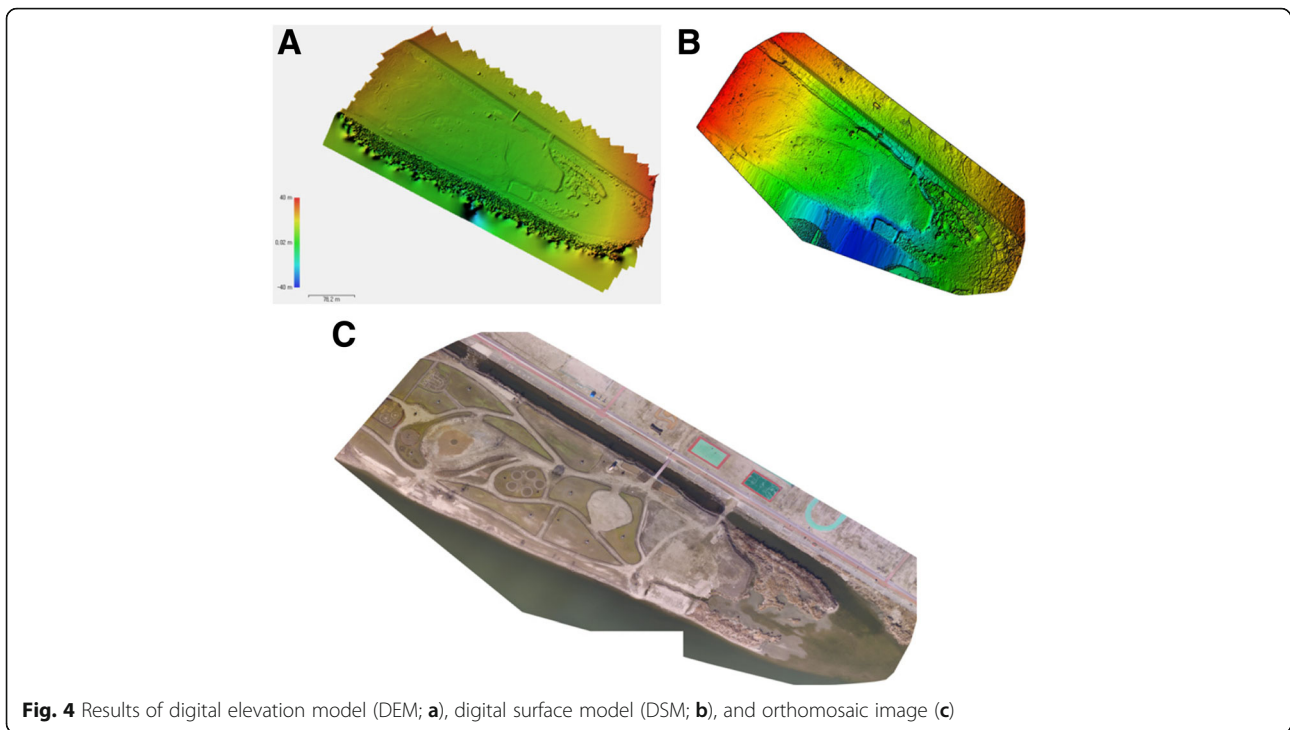 A
B
40 m
0.02 m
-40 m
76.2 m
C
Fig. 4 Results of digital elevation model (DEM; a), digital surface model (DSM; b), and orthomosaic image (c)